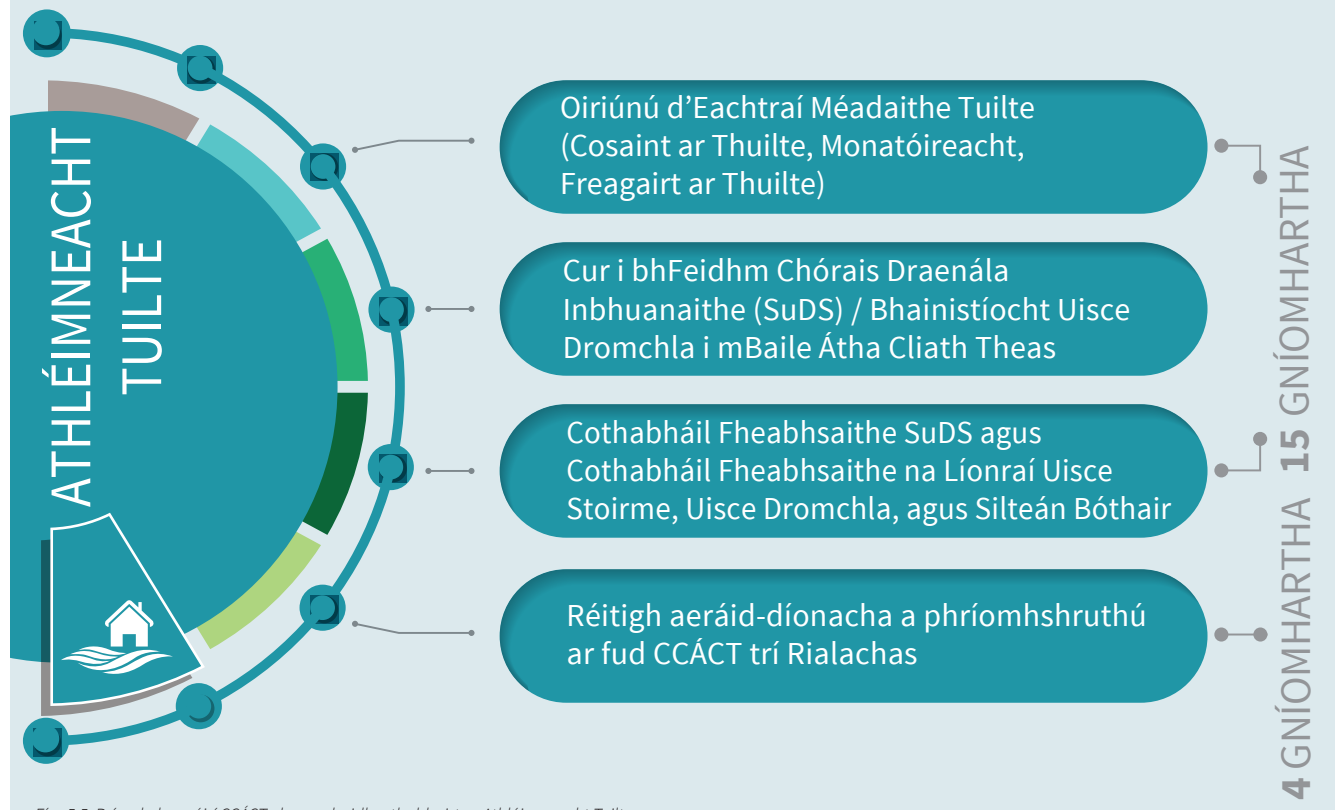 ATHLÉIMNEACHT
TUILTE
Oiriúnú d’Eachtraí Méadaithe Tuilte
(Cosaint ar Thuilte, Monatóireacht,
Freagairt ar Thuilte)
Cur i bhFeidhm Chórais Draenála
Inbhuanaithe (SuDS) / Bhainistíocht Uisce
Dromchla i mBaile Átha Cliath Theas
Cothabháil Fheabhsaithe SuDS agus
Cothabháil Fheabhsaithe na Líonraí Uisce
Stoirme, Uisce Dromchla, agus Silteán Bóthair
Réitigh aeráid-díonacha a phríomhshruthú
ar fud CCÁCT trí Rialachas
15 GNÍOMHARTHA
4 GNÍOMHARTHA